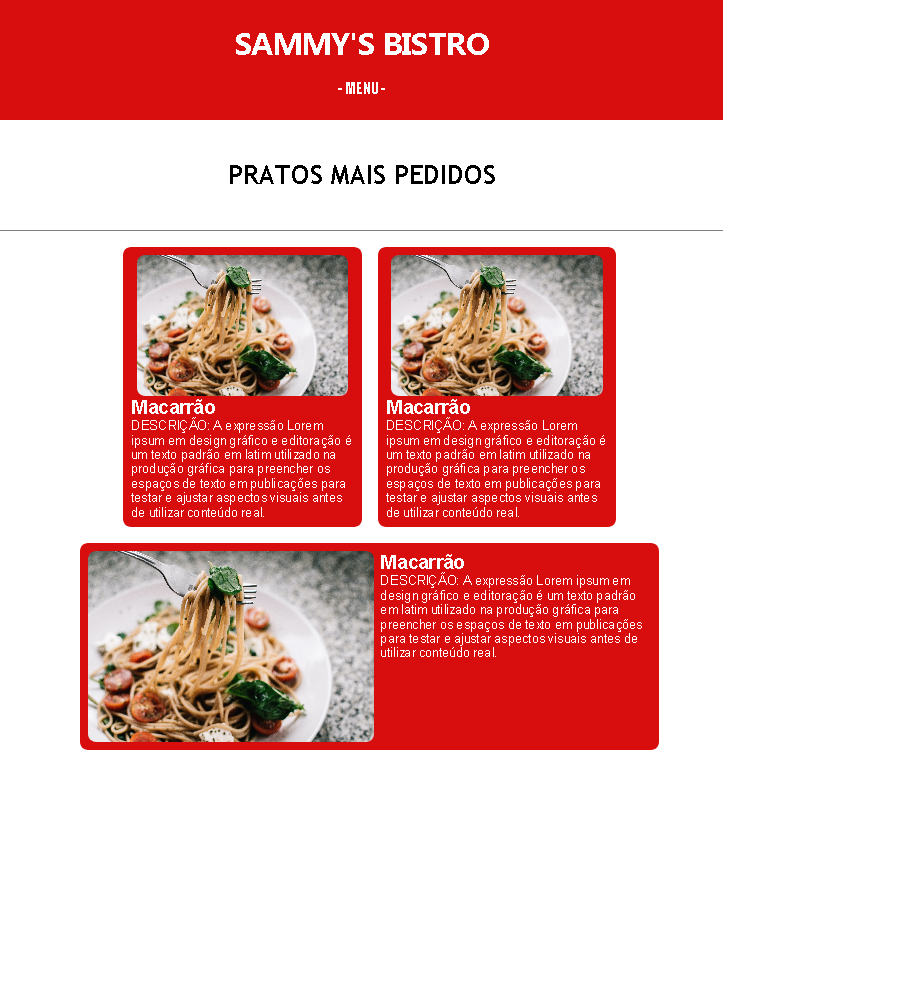 SAMMY'S BISTRO
- MENU -
PRATOS MAIS PEDIDOS
Macarrão
DESCRIÇÃO: A expressão Lorem
ipsum em design gráfico e editoração é
um texto padrão em latim utilizado na
produção gráfica para preencher os
espaços de texto em publicações para
testar e ajustar aspectos visuais antes
de utilizar conteúdo real.
Macarrão
DESCRIÇÃO: A expressão Lorem
ipsum em design gráfico e editoração é
um texto padrão em latim utilizado na
produção gráfica para preencher os
espaços de texto em publicações para
testar e ajustar aspectos visuais antes
de utilizar conteúdo real.
Macarrão
DESCRIÇÃO: A expressão Lorem ipsum em
design gráfico e editoração é um texto padrão
em latim utilizado na produção gráfica para
preencher os espaços de texto em publicações
para testar e ajustar aspectos visuais antes de
utilizar conteúdo real.